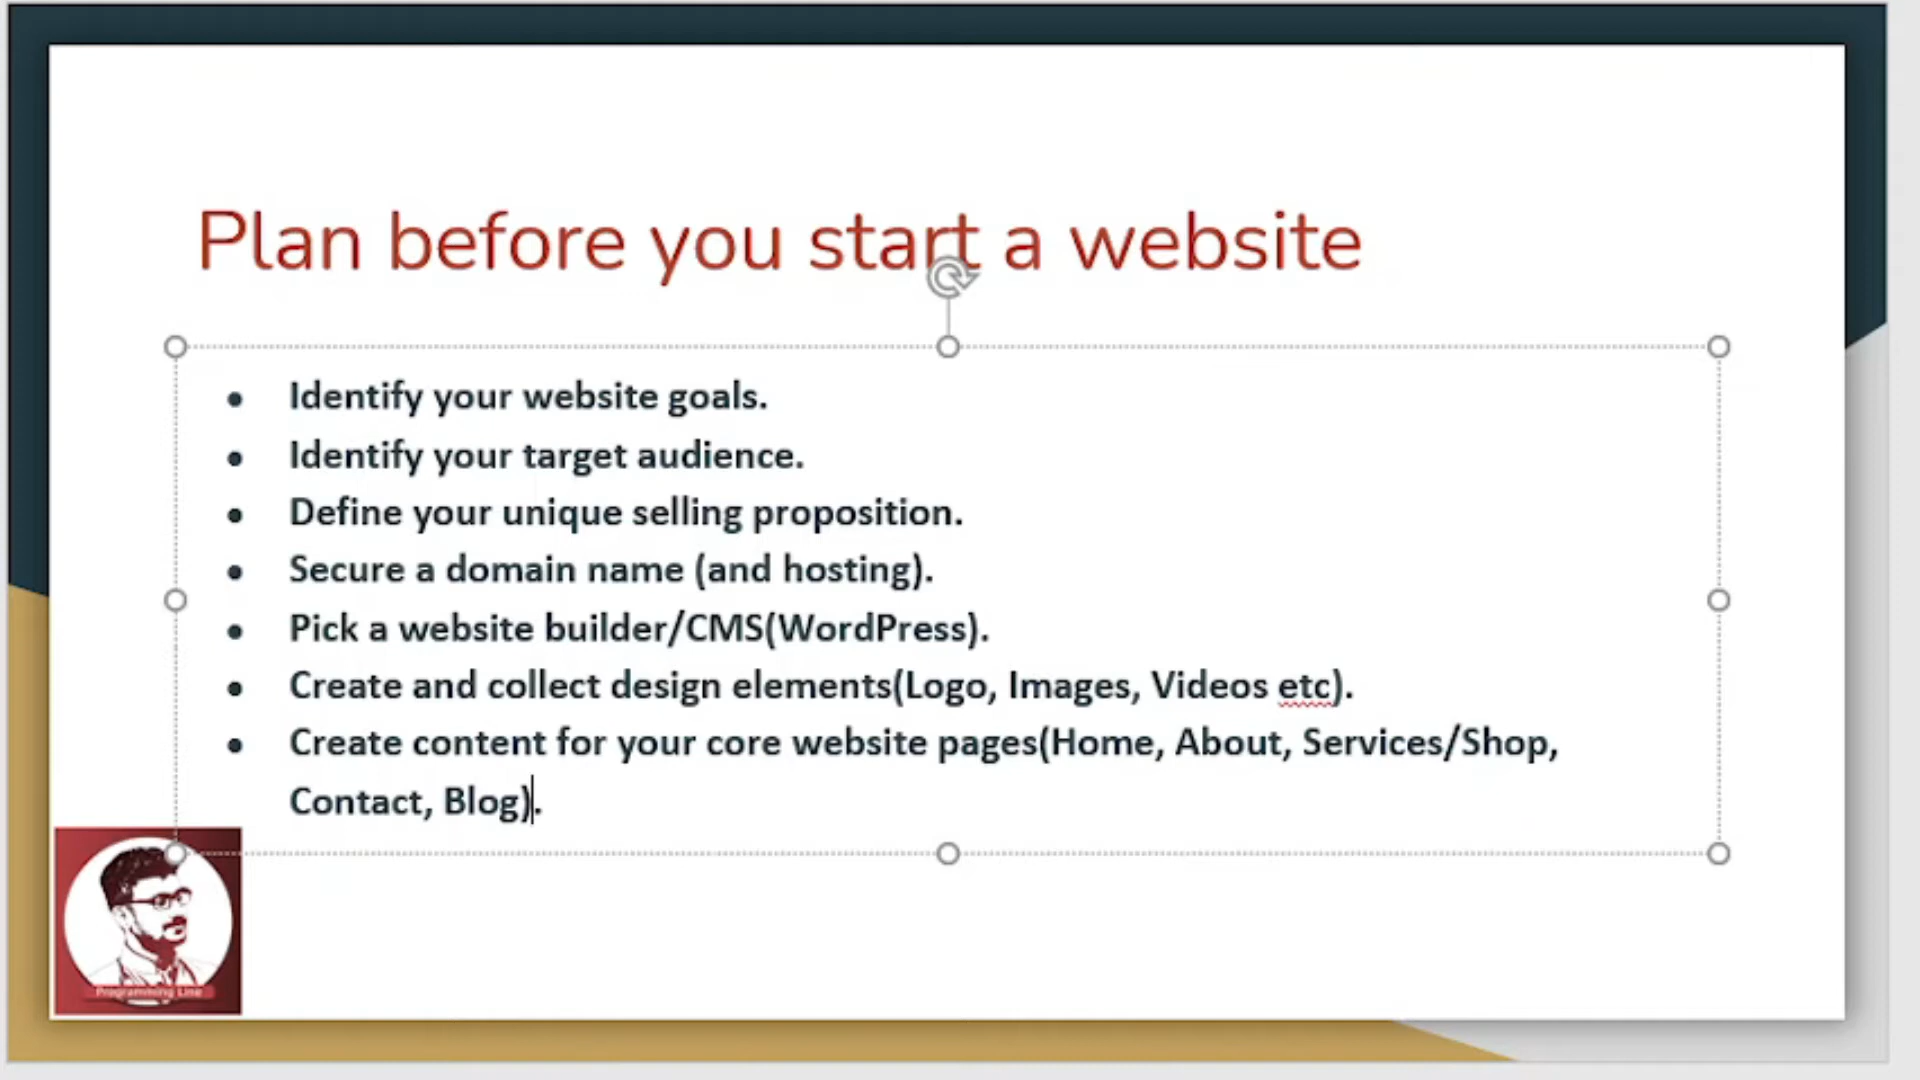 Plan before you start a website
• Identify your website goals.
• Identify your target audience.
• Define your unique selling proposition.
• Secure a domain name (and hosting).
• Pick a website builder/CMS(WordPress).
• Create and collect design elements(Logo, Images, Videos etc).
• Create content for your core website pages(Home, About, Services/Shop,
Contact, Blog).
Programming Line